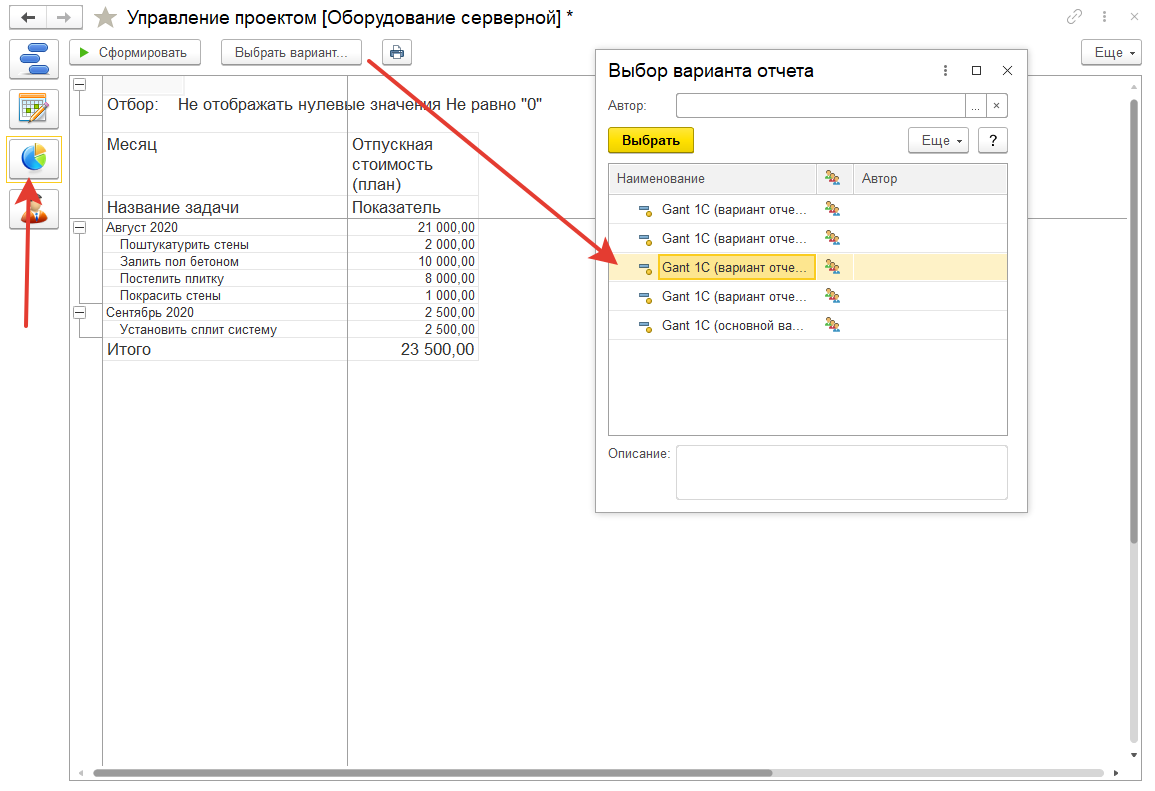 Управление проектом [Оборудование серверной] *
Сформировать
Выбрать вариант...
Еще
Отбор: Не отображать нулевые значения Не равно "0"
Месяц
Отпускная
стоимость
(план)
Название задачи Показатель
Август 2020 21 000,00
Поштукатурить стены 2 000,00
Залить пол бетоном 10 000,00
Постелить плитку 8 000,00
Покрасить стены 1 000,00
Сентябрь 2020 2 500,00
Установить сплит систему 2 500,00
Итого 23 500,00
Выбор варианта отчета
Автор: ... ×
Выбрать Еще ?
Наименование Автор
Gant 1C (вариант отче...
Gant 1C (вариант отче...
Gant 1C (вариант отче...
Gant 1C (вариант отче...
Gant 1C (основной ва...
Описание: